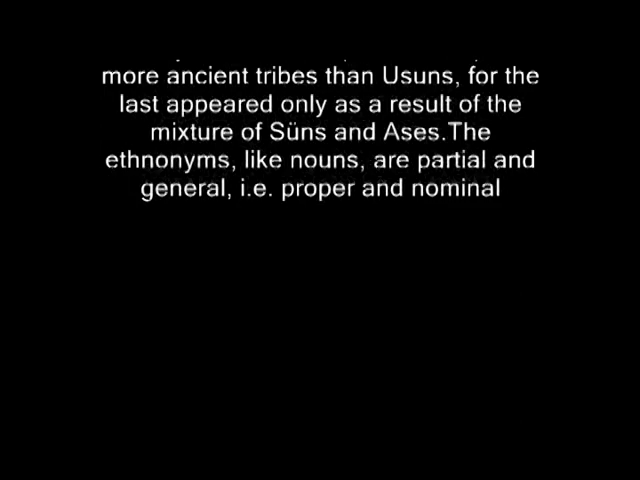 more ancient tribes than Usuns, for the
last appeared only as a result of the
mixture of Süns and Ases.The
ethnonyms, like nouns, are partial and
general, i.e. proper and nominal